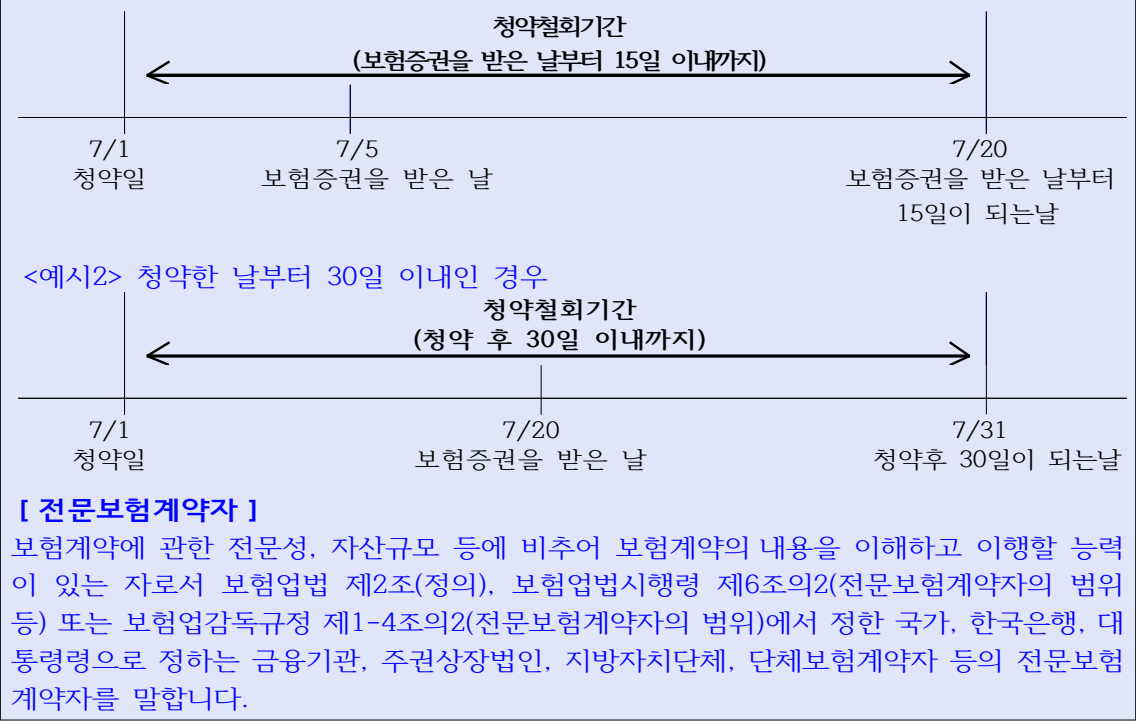 청약철회기간
(보험증권을 받은 날부터 15일 이내까지)
7/1 7/5 7/20
청약일 보험증권을 받은 날 보험증권을 받은 날부터
15일이 되는날
<예시2> 청약한 날부터 30일 이내인 경우
청약철회기간
(청약 후 30일 이내까지)
7/1 7/20 7/31
청약일 보험증권을 받은 날 청약후 30일이 되는날
[ 전문보험계약자 ]
보험계약에 관한 전문성, 자산규모 등에 비추어 보험계약의 내용을 이해하고 이행할 능력
이 있는 자로서 보험업법 제2조(정의), 보험업법시행령 제6조의2(전문보험계약자의 범위
등) 또는 보험업감독규정 제1-4조의2(전문보험계약자의 범위)에서 정한 국가, 한국은행, 대
통령령으로 정하는 금융기관, 주권상장법인, 지방자치단체, 단체보험계약자 등의 전문보험
계약자를 말합니다.